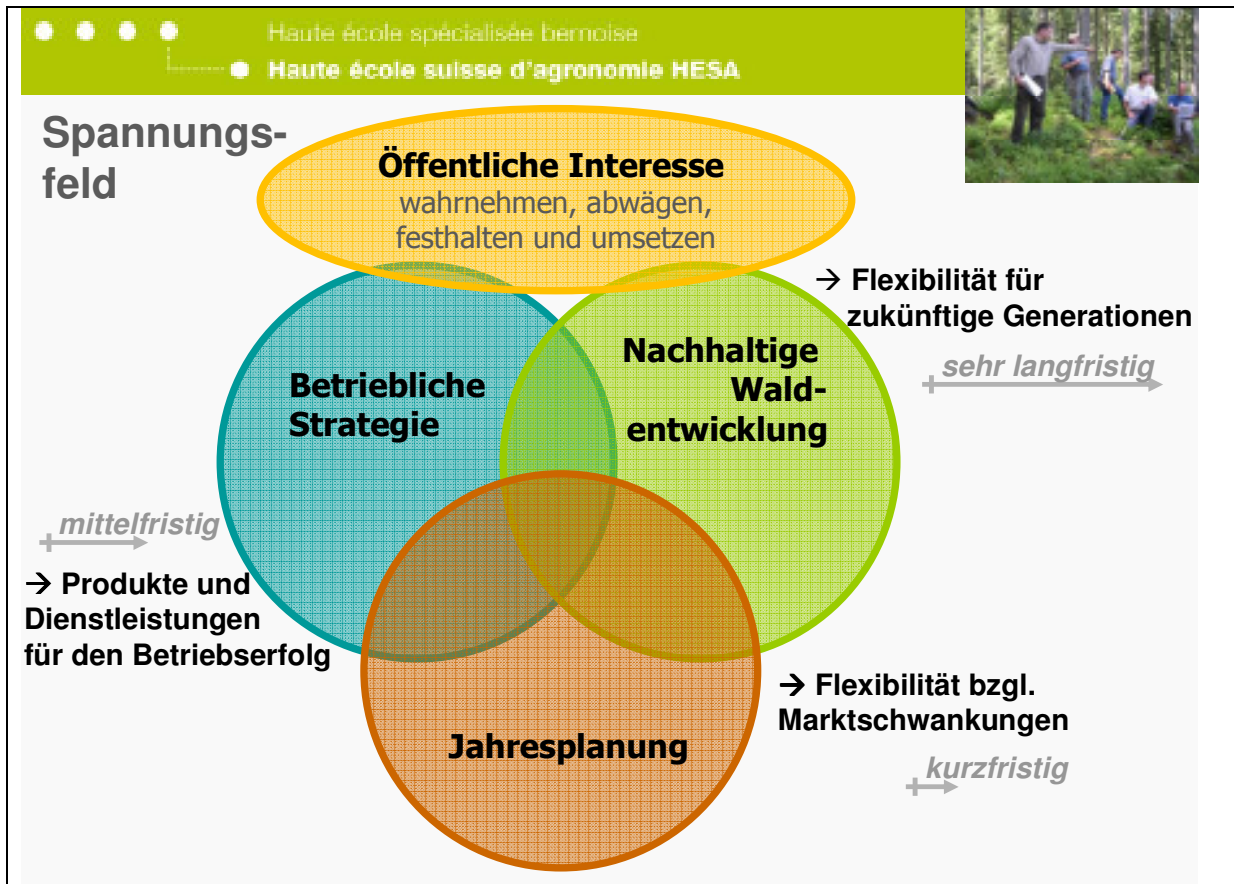 Haute école spécialisée bernoise
Haute école suisse d'agronomie HESA
Spannungs-
feld
Öffentliche Interesse
wahrnehmen, abwägen,
festhalten und umsetzen
→ Flexibilität für
zukünftige Generationen
sehr langfristig
Nachhaltige
Wald-
entwicklung
Betriebliche
Strategie
mittelfristig
→ Produkte und
Dienstleistungen
für den Betriebserfolg
→ Flexibilität bzgl.
Marktschwankungen
kurzfristig
Jahresplanung